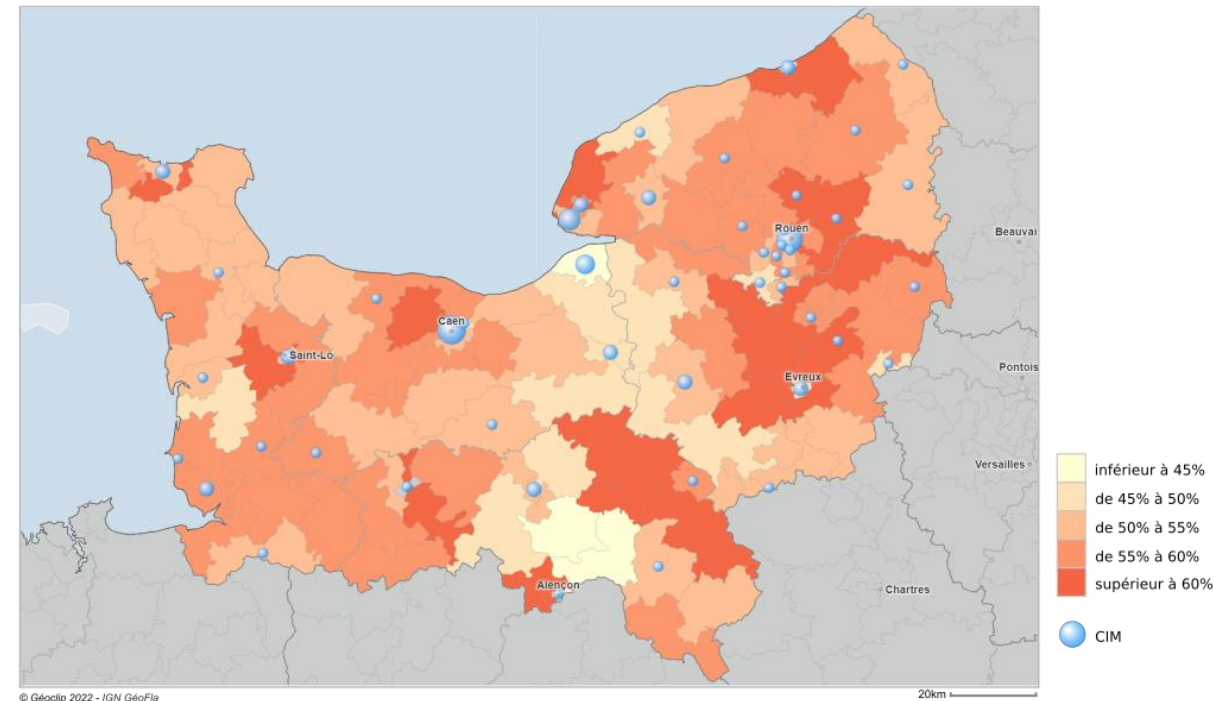 Rouen
Beauvai
Caen
Saint-Lo
Pontois
Evreux
Versailles
inférieur à 45%
de 45% à 50%
de 50% à 55%
de 55% à 60%
supérieur à 60%
Alençon
Chartres
CIM
© Géoclip 2022 - IGN GéoFla
20km